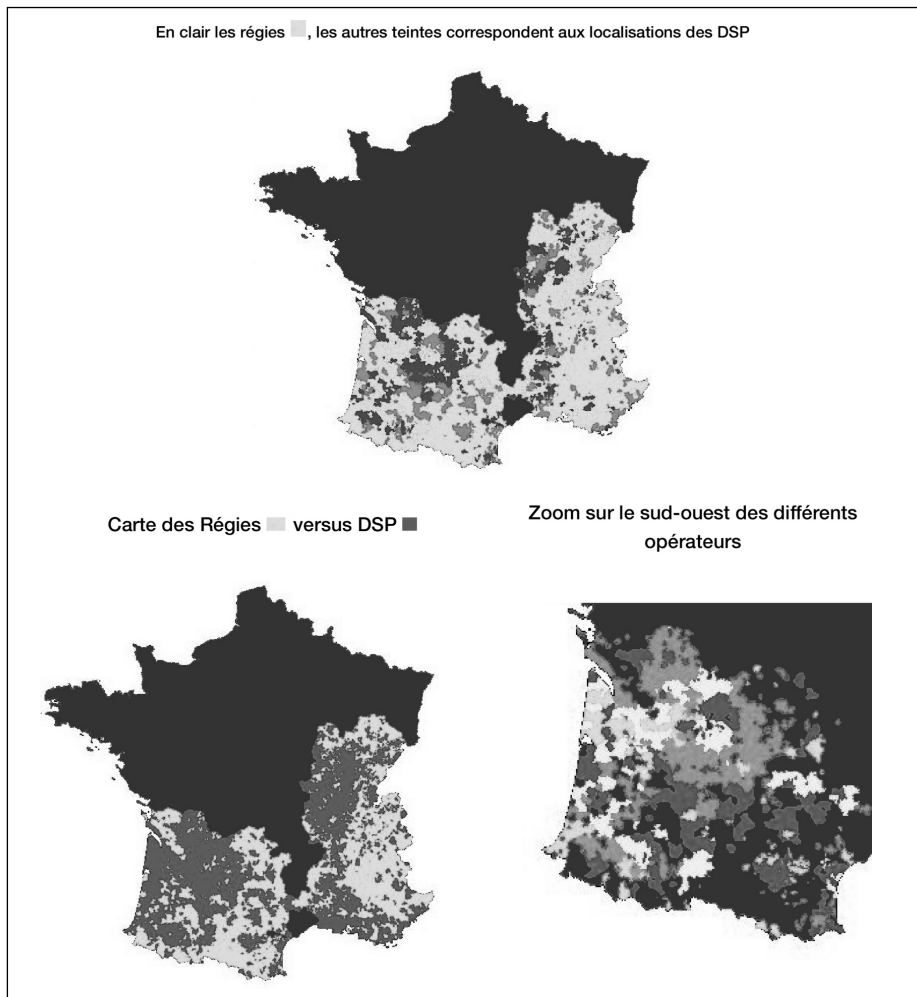 En clair les régies , les autres teintes correspondent aux localisations des DSP
Carte des Régies versus DSP
Zoom sur le sud-ouest des différents
opérateurs